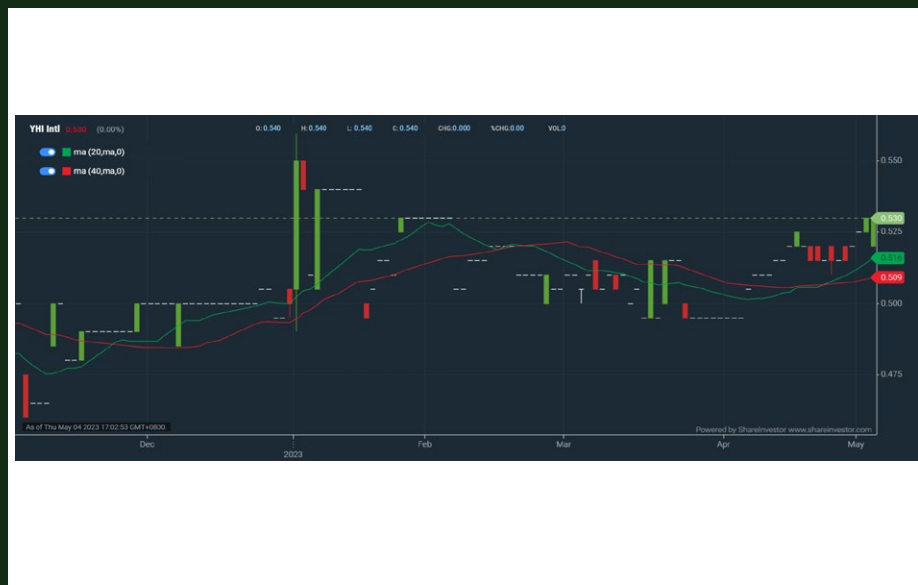 YHI Intl 0.530 (0.00%) O: 0.540 H: 0.540 L: 0.540 C: 0.540 CHG:0.000 %CHG:0.00 VOL:0
ma (20,ma,0)
ma (40,ma,0)
0.550
0.530
0.525
0.516
0.509
0.500
0.475
As of Thu May 04 2023 17:02:53 GMT+0800.
Powered by ShareInvestor www.shareinvestor.com
Dec Feb Mar Apr May
2023